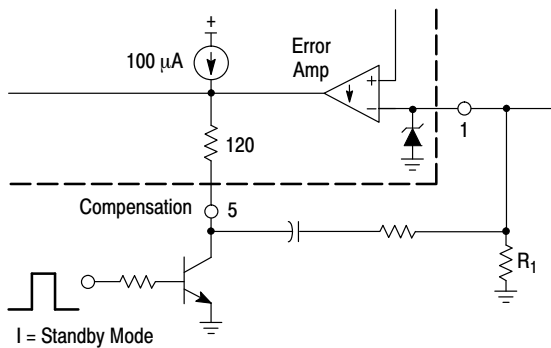 +
100 μA
Error
Amp
+
−
1
120
Compensation
5
R1
I = Standby Mode